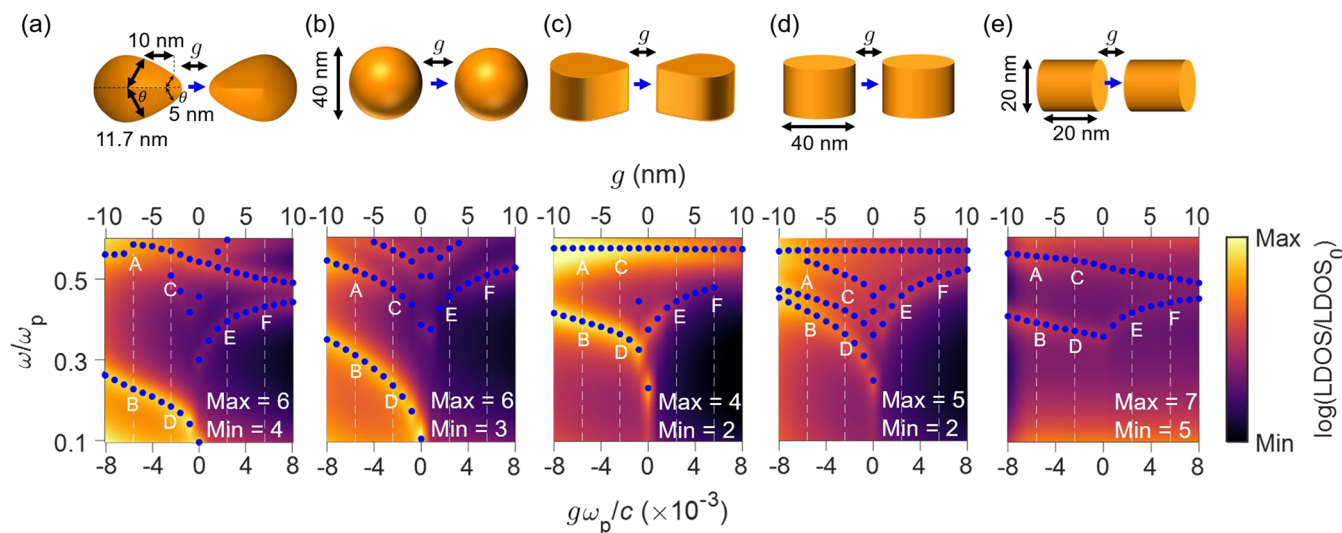 (a) (b) (c) (d) (e)
10 nm g g g g g
θ θ
5 nm
11.7 nm
40 nm
40 nm
20 nm
20 nm
g (nm)
-10 -5 0 5 10 -10 -5 0 5 10 -10 -5 0 5 10 -10 -5 0 5 10 -10 -5 0 5 10
ω/ωp
0.5
0.3
0.1
A C E F B D
Max = 6
Min = 4
A C E F B D
Max = 6
Min = 3
A C E F B D
Max = 4
Min = 2
A C E F B D
Max = 5
Min = 2
A C E F B D
Max = 7
Min = 5
Max
Min
log(LDOS/LDOS₀)
-8 -4 0 4 8 -8 -4 0 4 8 -8 -4 0 4 8 -8 -4 0 4 8 -8 -4 0 4 8
gωp/c (×10⁻³)